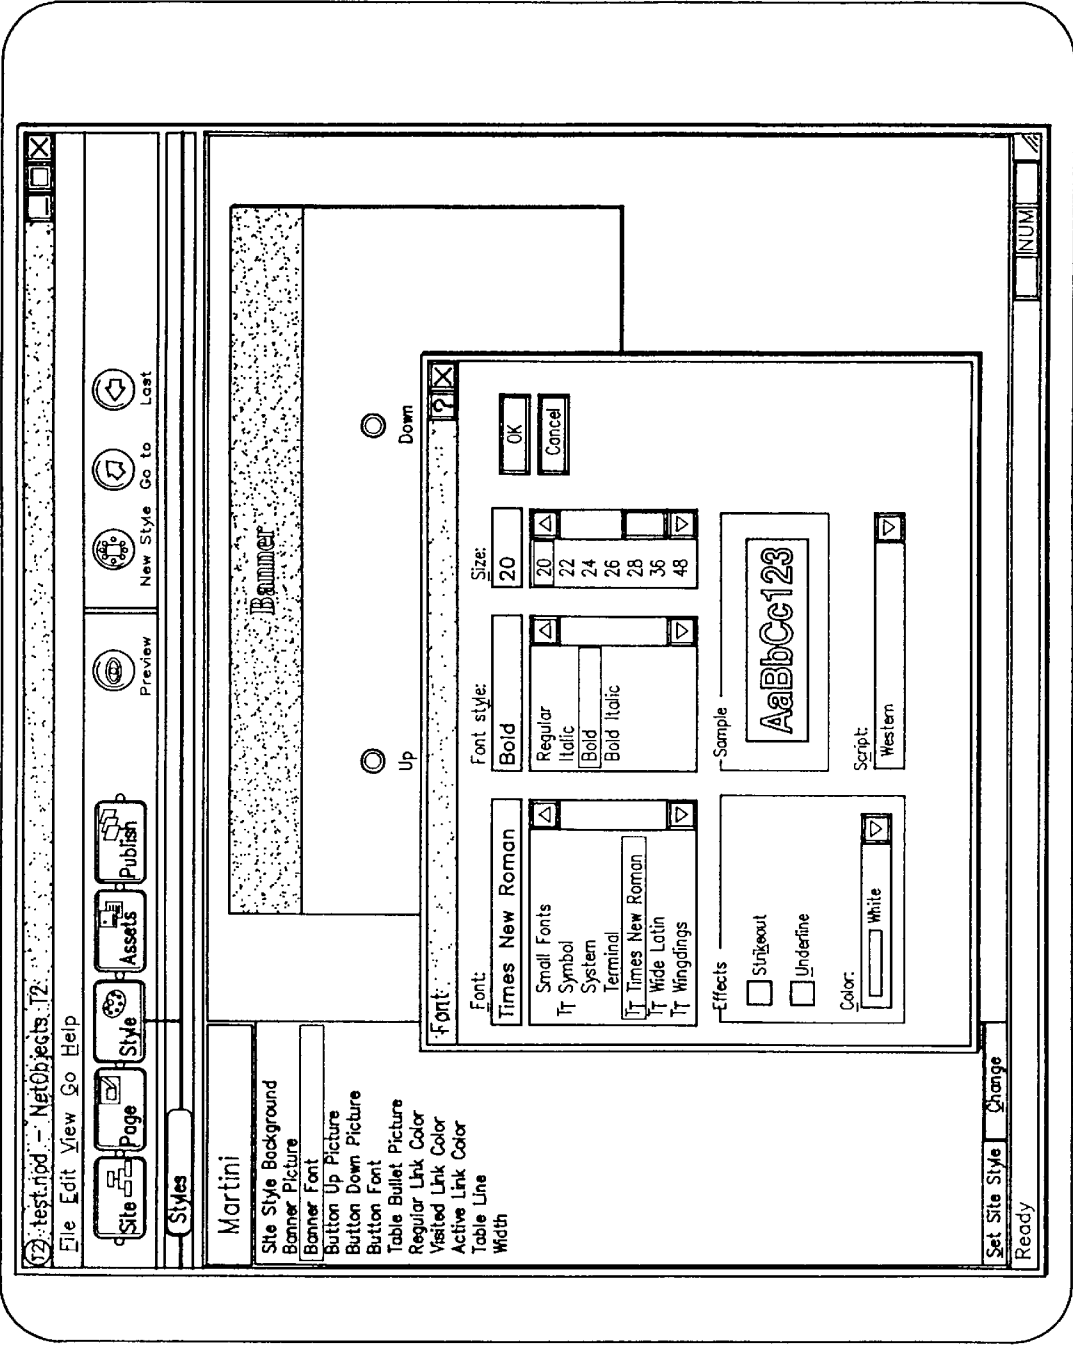 T2 test.npd - NetObjects T2
File Edit View Go Help
Site Page Style Assets Publish
Preview New Style Go to Last
Styles
Martini
Site Style Background
Banner Picture
Banner Font
Button Up Picture
Button Down Picture
Button Font
Table Bullet Picture
Regular Link Color
Visited Link Color
Active Link Color
Table Line
Width
Banner
Up Down
Font ? X
Font: Font style: Size:
Times New Roman Bold 20
Small Fonts Regular 20
TT Symbol Italic 22
System Bold 24
Terminal Bold Italic 26
TT Times New Roman 28
TT Wide Latin 36
TT Wingdings 48
OK
Cancel
Effects
Strikeout
Underline
Color:
White
Sample
AaBbCc123
Script:
Western
Set Site Style Change
Ready NUM